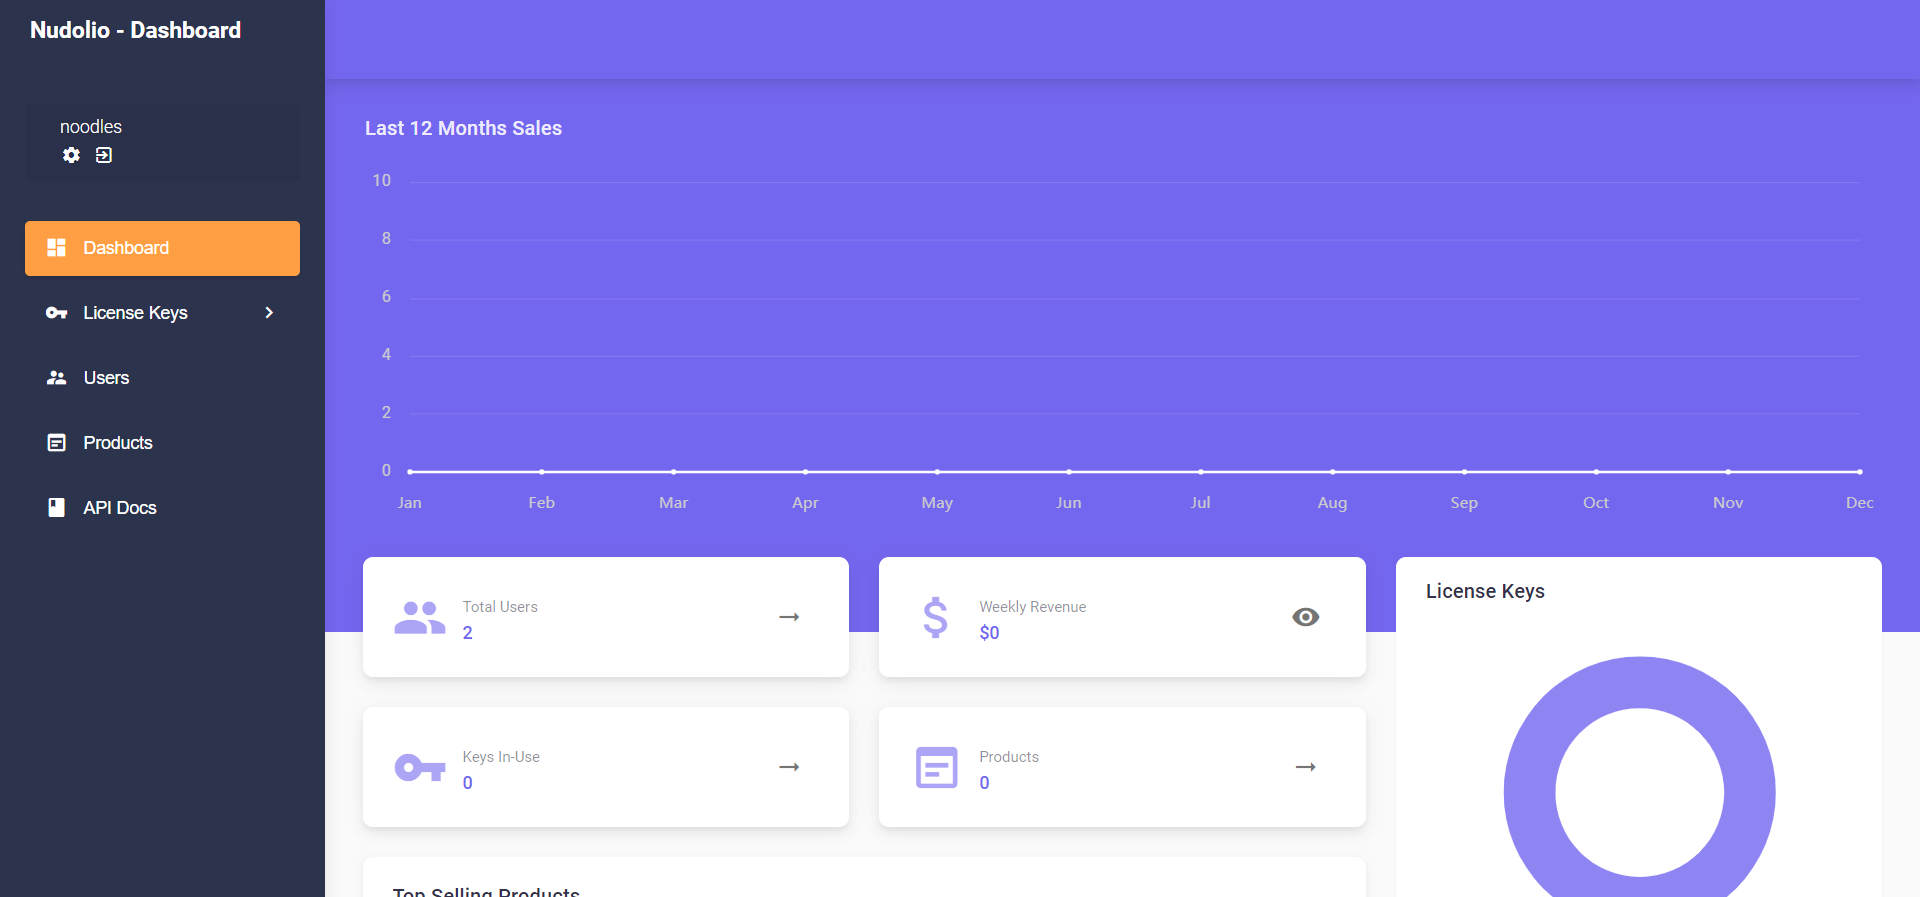 Nudolio - Dashboard
noodles
Dashboard
License Keys
Users
Products
API Docs
Last 12 Months Sales
10
8
6
4
2
0
Jan Feb Mar Apr May Jun Jul Aug Sep Oct Nov Dec
Total Users
2
Weekly Revenue
$0
Keys In-Use
0
Products
0
License Keys
Top Selling Products